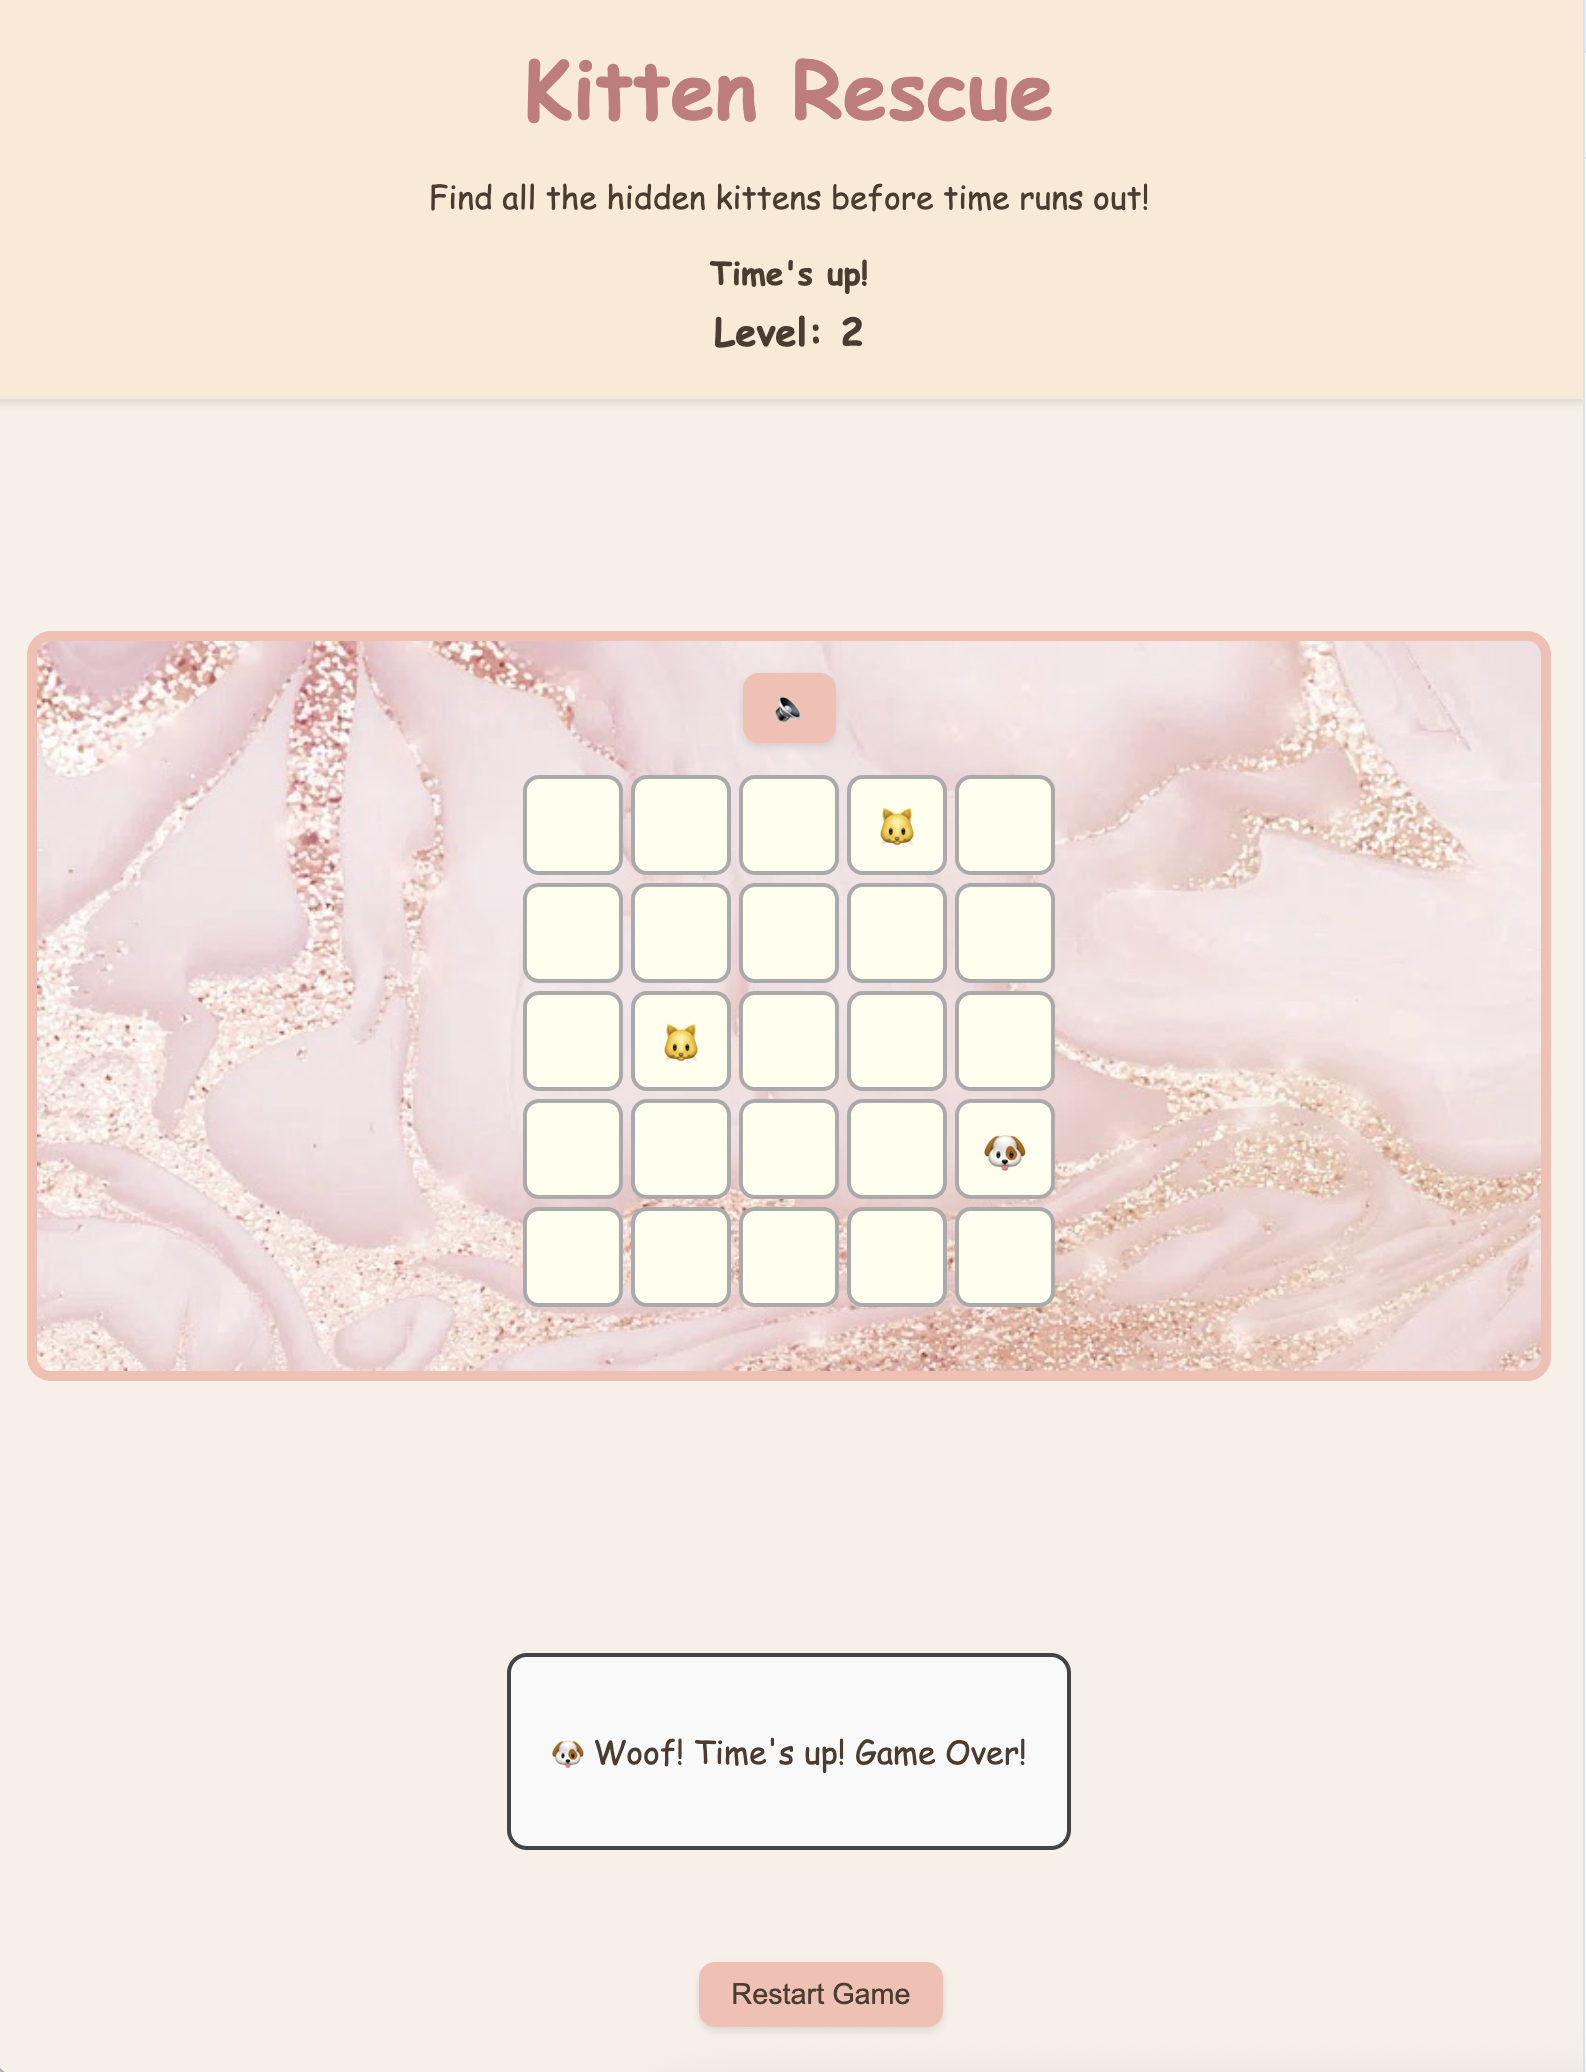 Kitten Rescue
Find all the hidden kittens before time runs out!
Time's up!
Level: 2
🐶 Woof! Time's up! Game Over!
Restart Game